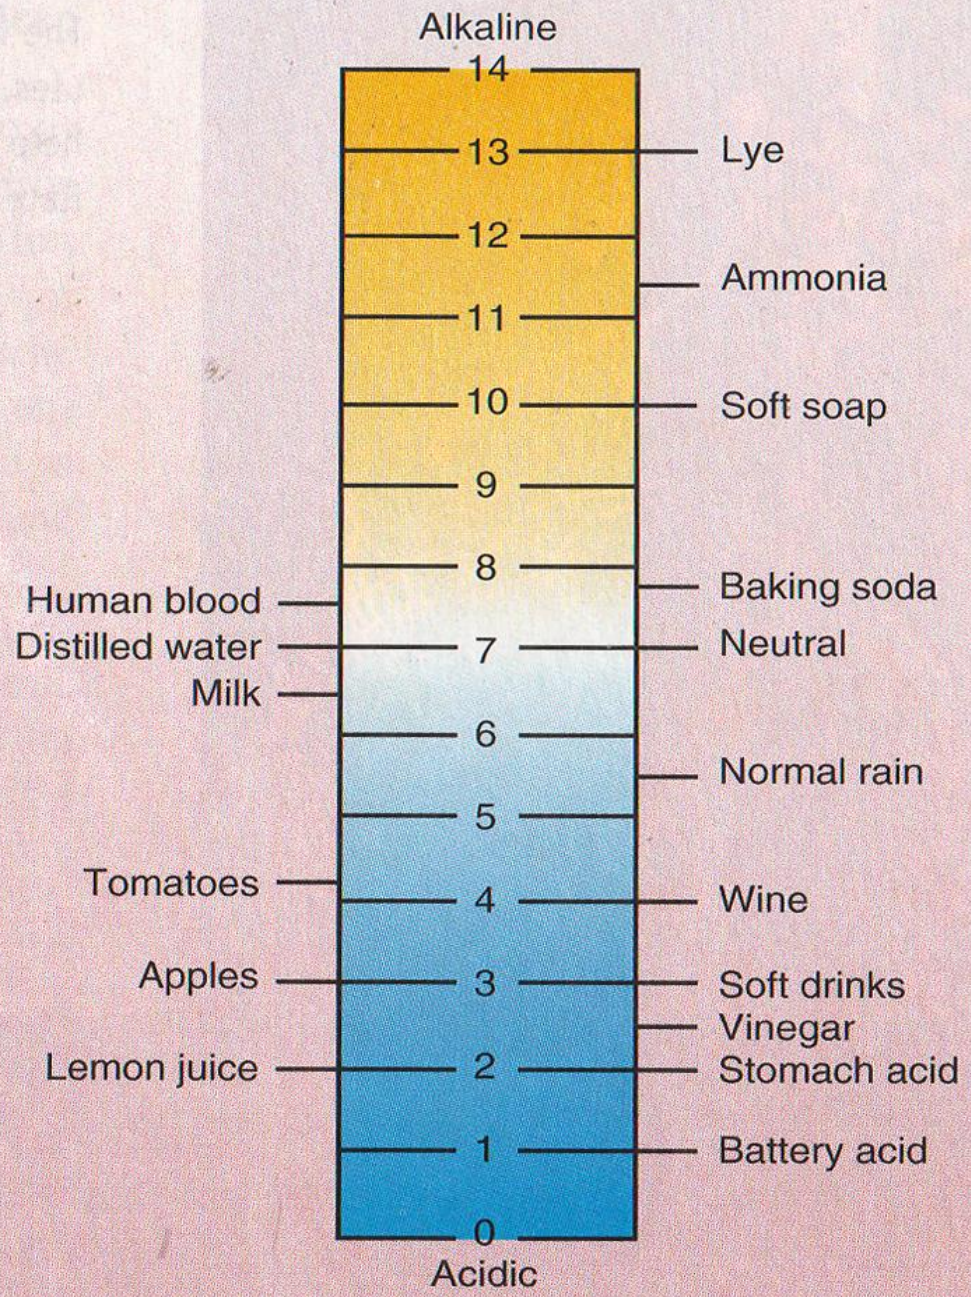 Alkaline
14
13 Lye
12
Ammonia
11
10 Soft soap
9
8
Baking soda
Human blood
Distilled water 7 Neutral
Milk
6
Normal rain
5
Tomatoes
4 Wine
Apples 3 Soft drinks
Vinegar
Lemon juice 2 Stomach acid
1 Battery acid
0
Acidic